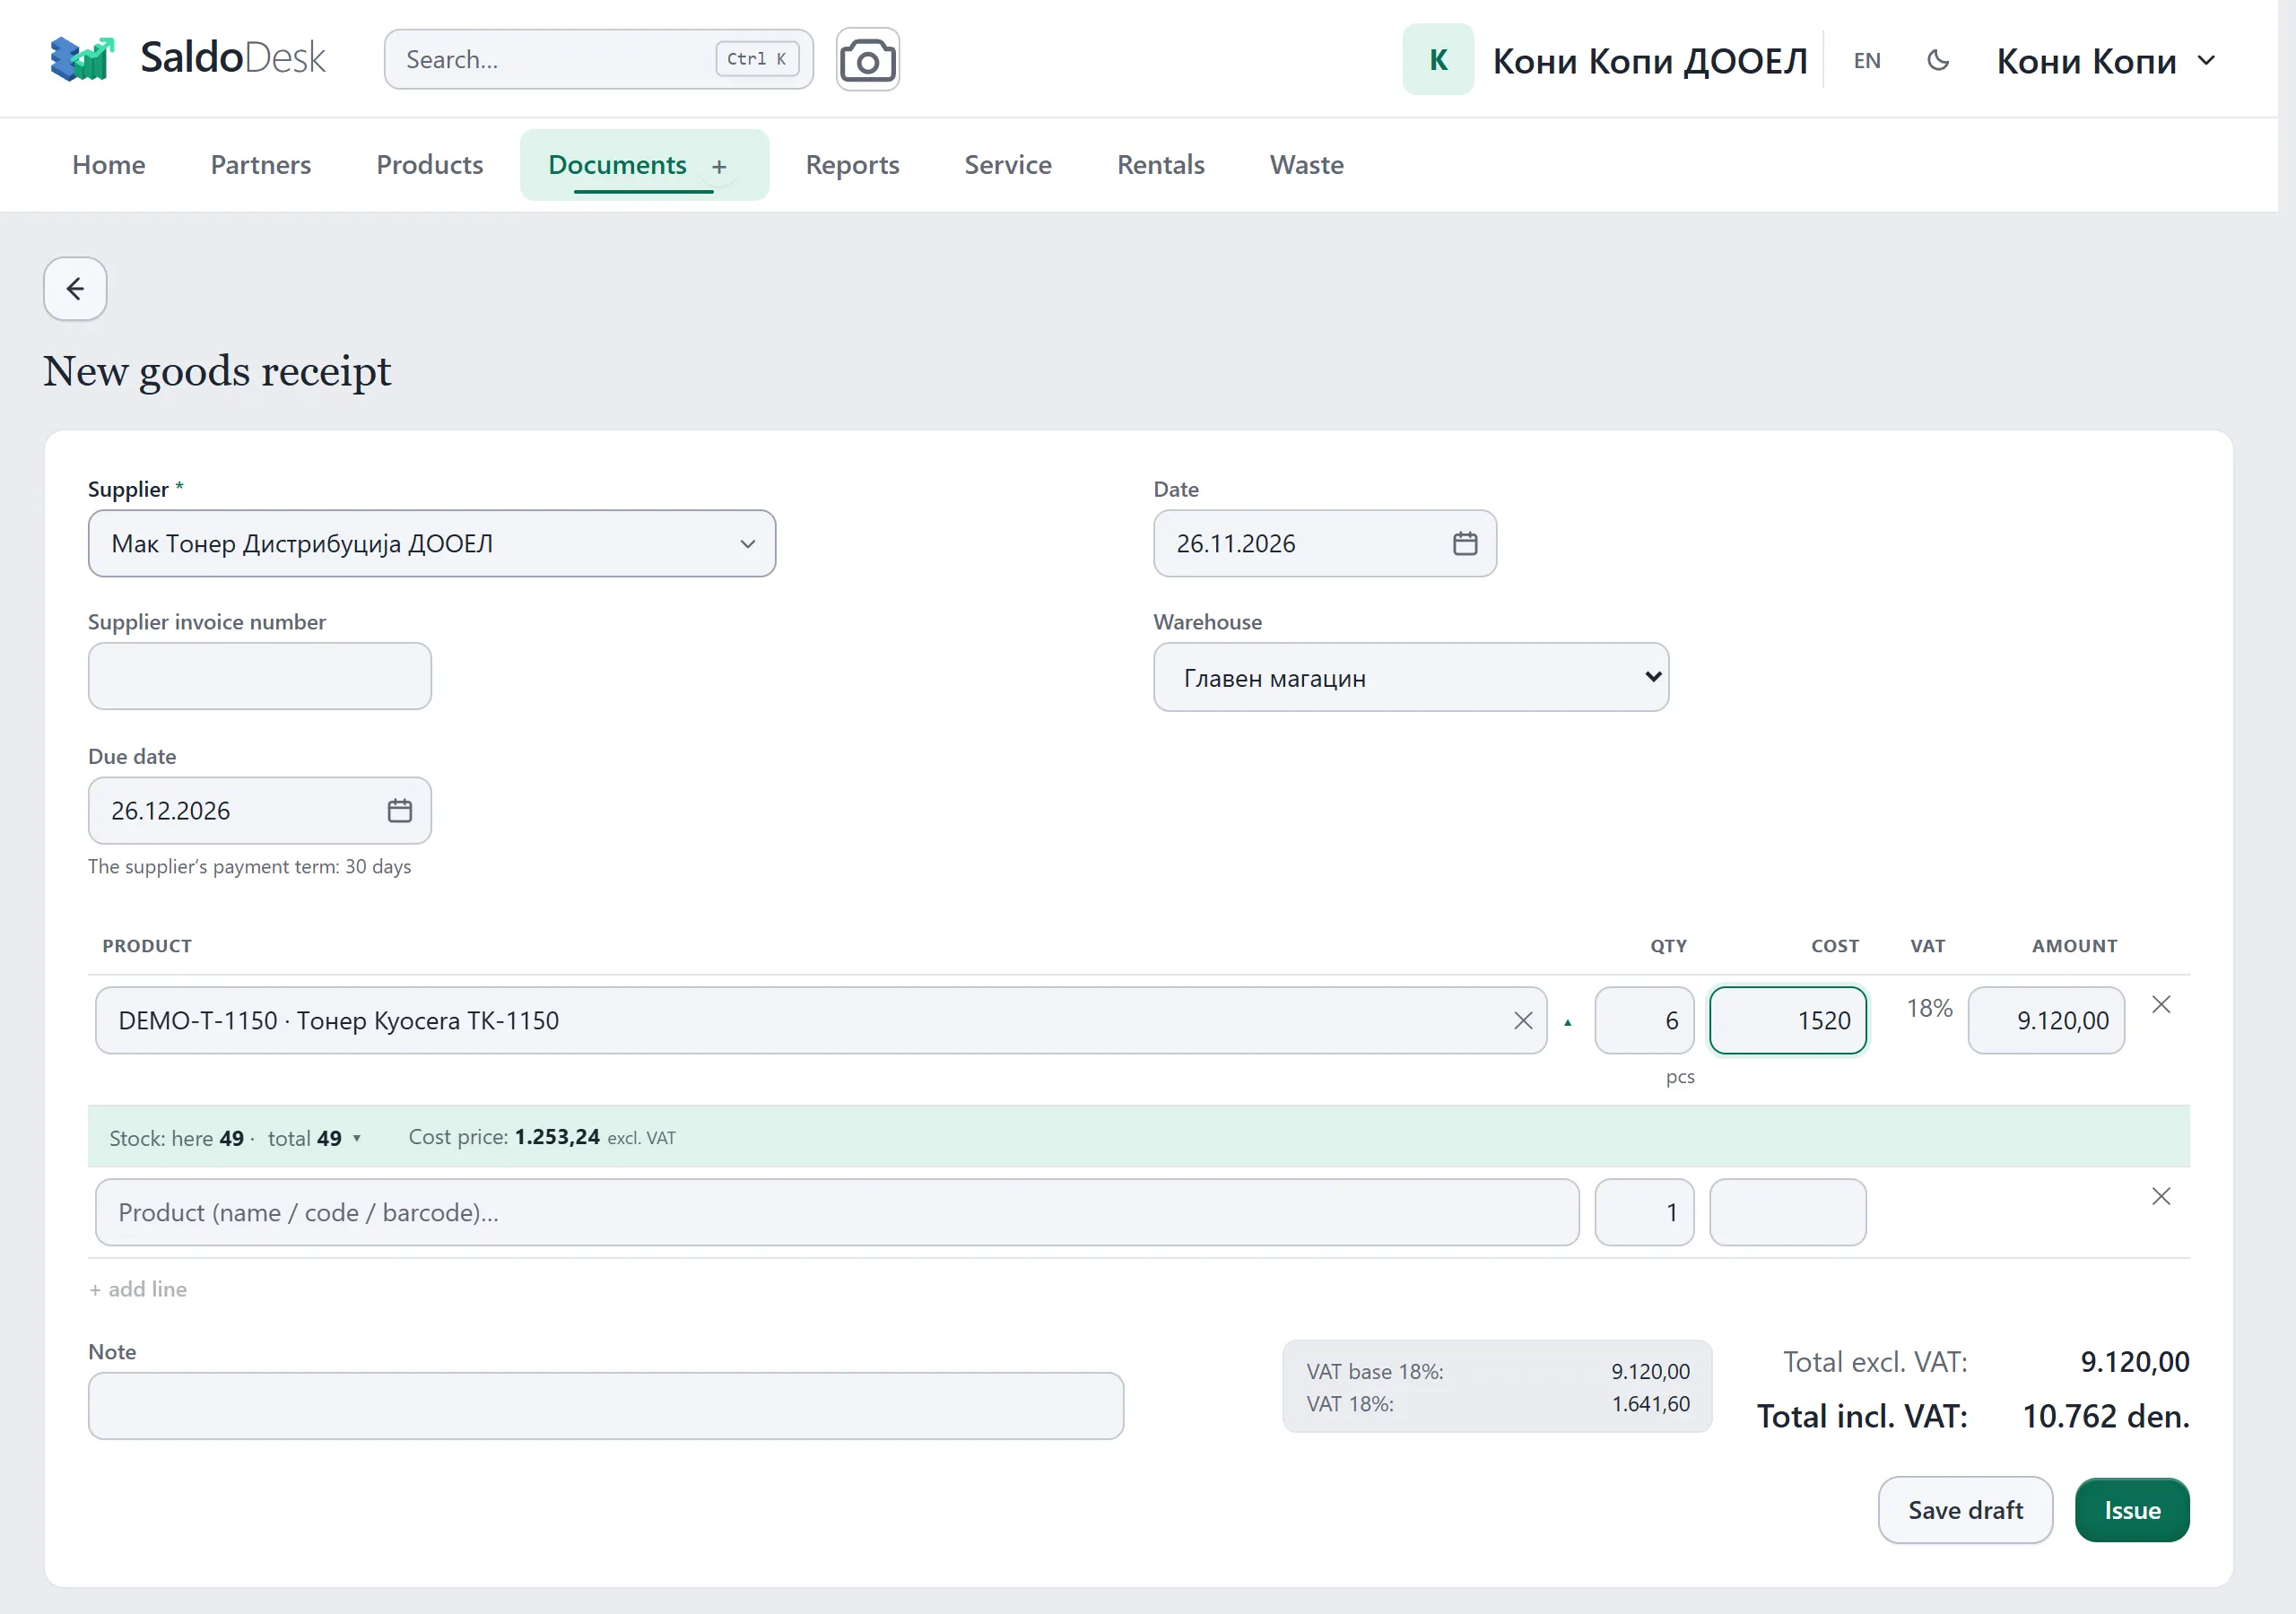 SaldoDesk
Search...
Ctrl K
K
Кони Копи ДООЕЛ
EN
Кони Копи
Home
Partners
Products
Documents +
Reports
Service
Rentals
Waste
New goods receipt
Supplier *
Мак Тонер Дистрибуција ДООЕЛ
Date
26.11.2026
Supplier invoice number
Warehouse
Главен магацин
Due date
26.12.2026
The supplier's payment term: 30 days
PRODUCT QTY COST VAT AMOUNT
DEMO-T-1150 · Тонер Kyocera TK-1150 6 1520 18% 9.120,00
pcs
Stock: here 49 · total 49 ▾ Cost price: 1.253,24 excl. VAT
Product (name / code / barcode)... 1
+ add line
Note
VAT base 18%: 9.120,00
VAT 18%: 1.641,60
Total excl. VAT: 9.120,00
Total incl. VAT: 10.762 den.
Save draft
Issue